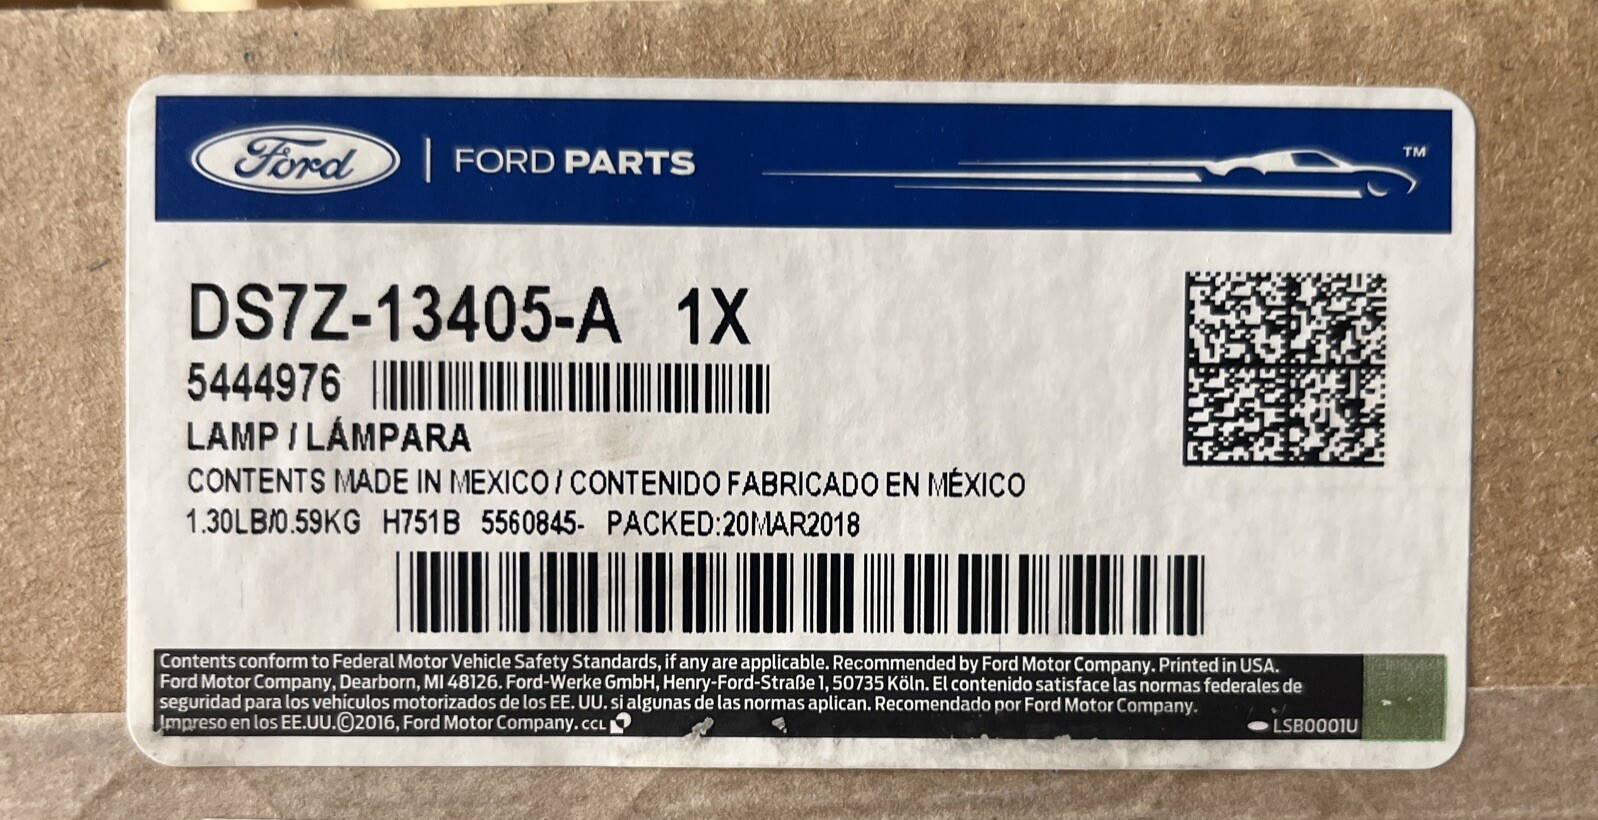 Ford | FORD PARTS TM
DS7Z-13405-A 1X
5444976
LAMP / LÁMPARA
CONTENTS MADE IN MEXICO / CONTENIDO FABRICADO EN MÉXICO
1.30LB/0.59KG H751B 5560845- PACKED:20MAR2018
Contents conform to Federal Motor Vehicle Safety Standards, if any are applicable. Recommended by Ford Motor Company. Printed in USA.
Ford Motor Company, Dearborn, MI 48126. Ford-Werke GmbH, Henry-Ford-Straße 1, 50735 Köln. El contenido satisface las normas federales de
seguridad para los vehículos motorizados de los EE. UU. si algunas de las normas aplican. Recomendado por Ford Motor Company.
Impreso en los EE.UU.©2016, Ford Motor Company. CCL
LSB0001U